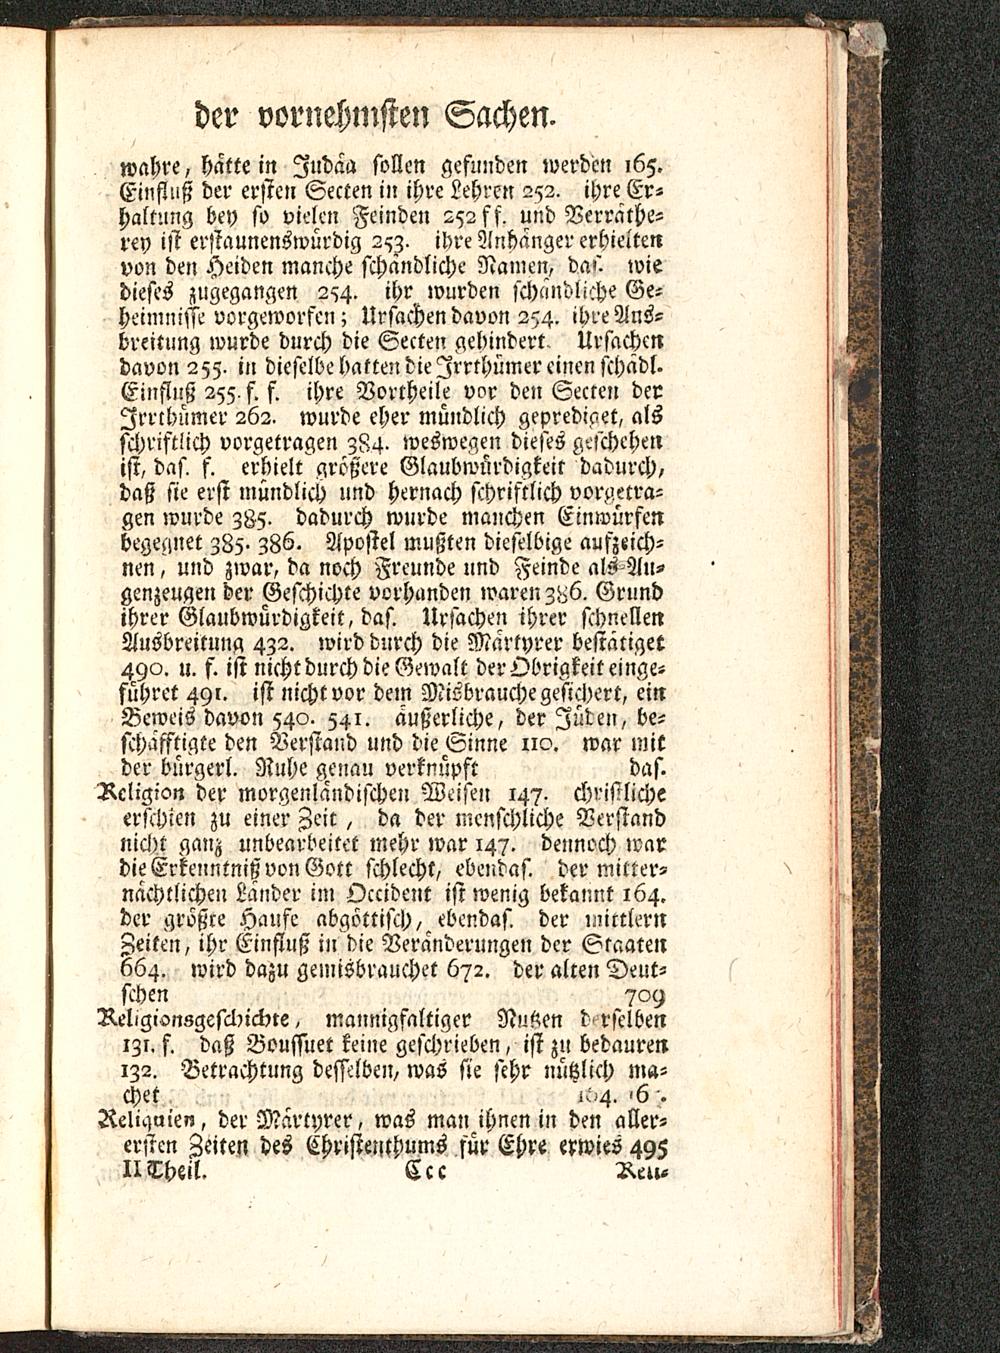 der vornehmsten Sachen.
wahre, hätte in Judäa sollen gefunden werden 165.
Einfluß der ersten Secten in ihre Lehren 252. ihre Er-
haltung bey so vielen Feinden 252 ff. und Verräthe-
rey ist erstaunenswürdig 253. ihre Anhänger erhielten
von den Heiden manche schändliche Namen, das. wie
dieses zugegangen 254. ihr wurden schändliche Ge-
heimnisse vorgeworfen; Ursachen davon 254. ihre Aus-
breitung wurde durch die Secten gehindert. Ursachen
davon 255. in dieselbe hatten die Irrthümer einen schädl.
Einfluß 255. f. f. ihre Vortheile vor den Secten der
Irrthümer 262. wurde eher mündlich geprediget, als
schriftlich vorgetragen 384. weswegen dieses geschehen
ist, das. f. erhielt größere Glaubwürdigkeit dadurch,
daß sie erst mündlich und hernach schriftlich vorgetra-
gen wurde 385. dadurch wurde manchen Einwürfen
begegnet 385. 386. Apostel mußten dieselbige aufzeich-
nen, und zwar, da noch Freunde und Feinde als Au-
genzeugen der Geschichte vorhanden waren 386. Grund
ihrer Glaubwürdigkeit, das. Ursachen ihrer schnellen
Ausbreitung 432. wird durch die Märtyrer bestätiget
490. u. f. ist nicht durch die Gewalt der Obrigkeit einge-
führet 491. ist nicht vor dem Misbrauche gesichert, ein
Beweis davon 540. 541. äußerliche, der Jüden, be-
schäfftigte den Verstand und die Sinne 110. war mit
der bürgerl. Ruhe genau verknüpft das.
Religion der morgenländischen Weisen 147. christliche
erschien zu einer Zeit, da der menschliche Verstand
nicht ganz unbearbeitet mehr war 147. dennoch war
die Erkenntniß von Gott schlecht, ebendas. der mitter-
nächtlichen Länder im Occident ist wenig bekannt 164.
der größte Haufe abgöttisch, ebendas. der mittlern
Zeiten, ihr Einfluß in die Veränderungen der Staaten
664. wird dazu gemisbrauchet 672. der alten Deut-
schen 709
Religionsgeschichte, mannigfaltiger Nutzen derselben
131. f. daß Boussuet keine geschrieben, ist zu bedauren
132. Betrachtung desselben, was sie sehr nützlich ma-
chet 164.
Reliquien, der Märtyrer, was man ihnen in den aller-
ersten Zeiten des Christenthums für Ehre erwies 495
II Theil. Ccc Reu-